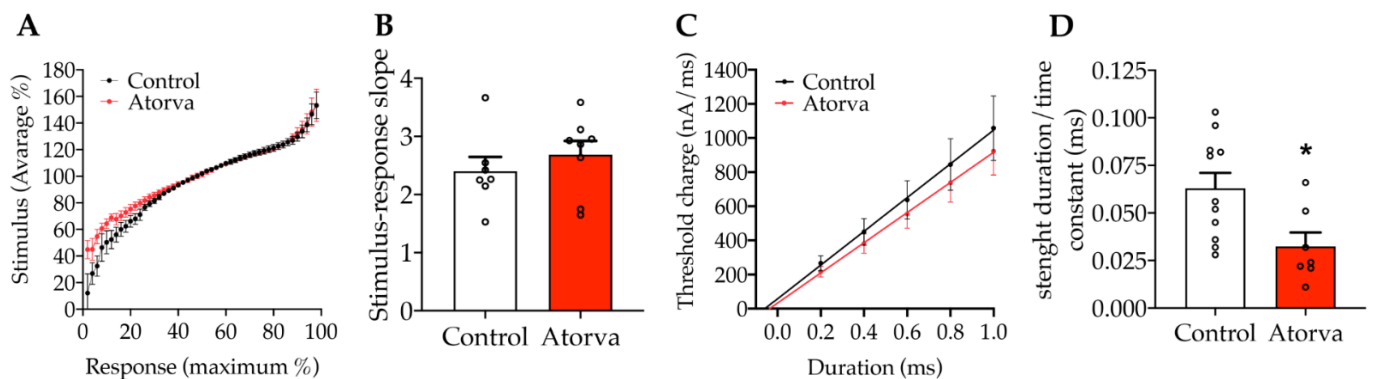 A
Stimulus (Avarage %)
180
160
140
120
100
80
60
40
20
0
Control
Atorva
0
20
40
60
80
100
Response (maximum %)
B
Stimulus-response slope
4
3
2
1
0
Control
Atorva
C
Threshold charge (nA/ms)
1400
1200
1000
800
600
400
200
0
Control
Atorva
0.0
0.2
0.4
0.6
0.8
1.0
Duration (ms)
D
stenght duration/time
constant (ms)
0.125
0.100
0.075
0.050
0.025
0.000
*
Control
Atorva